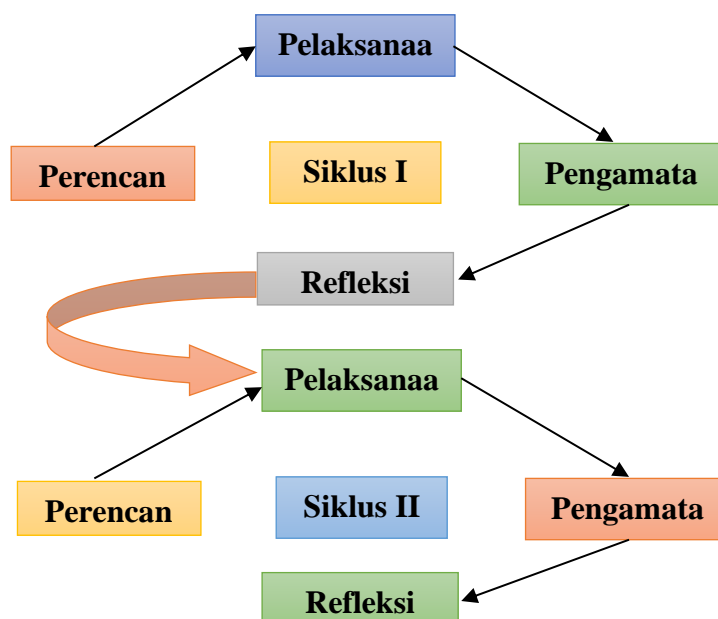 Pelaksanaa
Perencan
Siklus I
Pengamata
Refleksi
Pelaksanaa
Perencan
Siklus II
Pengamata
Refleksi